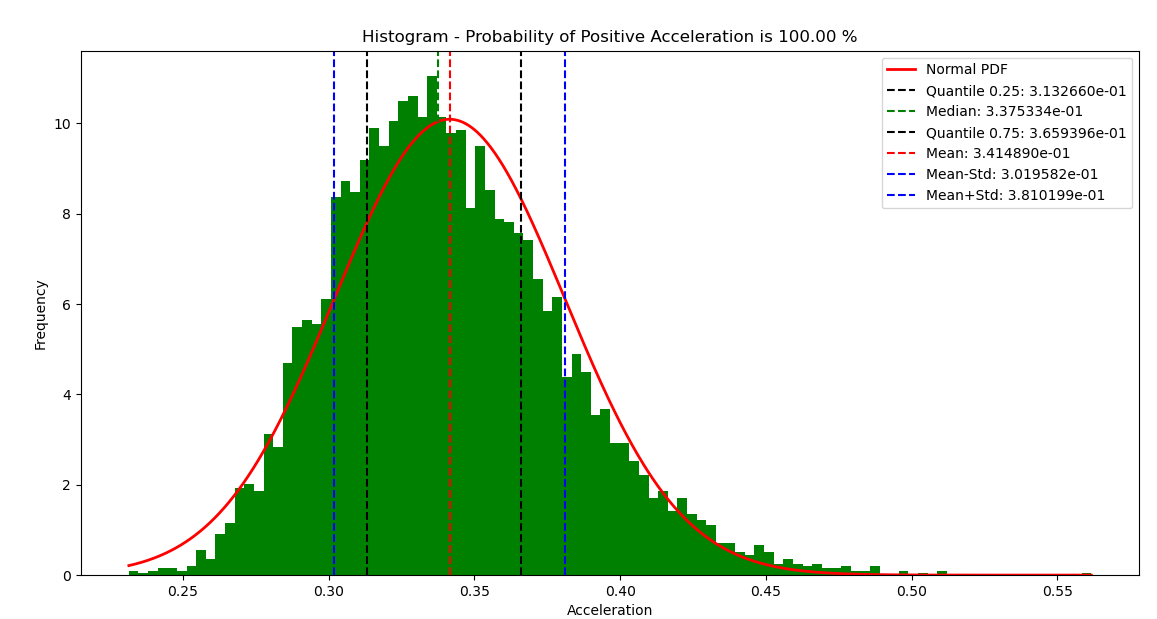 Histogram - Probability of Positive Acceleration is 100.00 %
Normal PDF
Quantile 0.25: 3.132660e-01
Median: 3.375334e-01
Quantile 0.75: 3.659396e-01
Mean: 3.414890e-01
Mean-Std: 3.019582e-01
Mean+Std: 3.810199e-01
Frequency
10
8
6
4
2
0
0.25
0.30
0.35
0.40
0.45
0.50
0.55
Acceleration